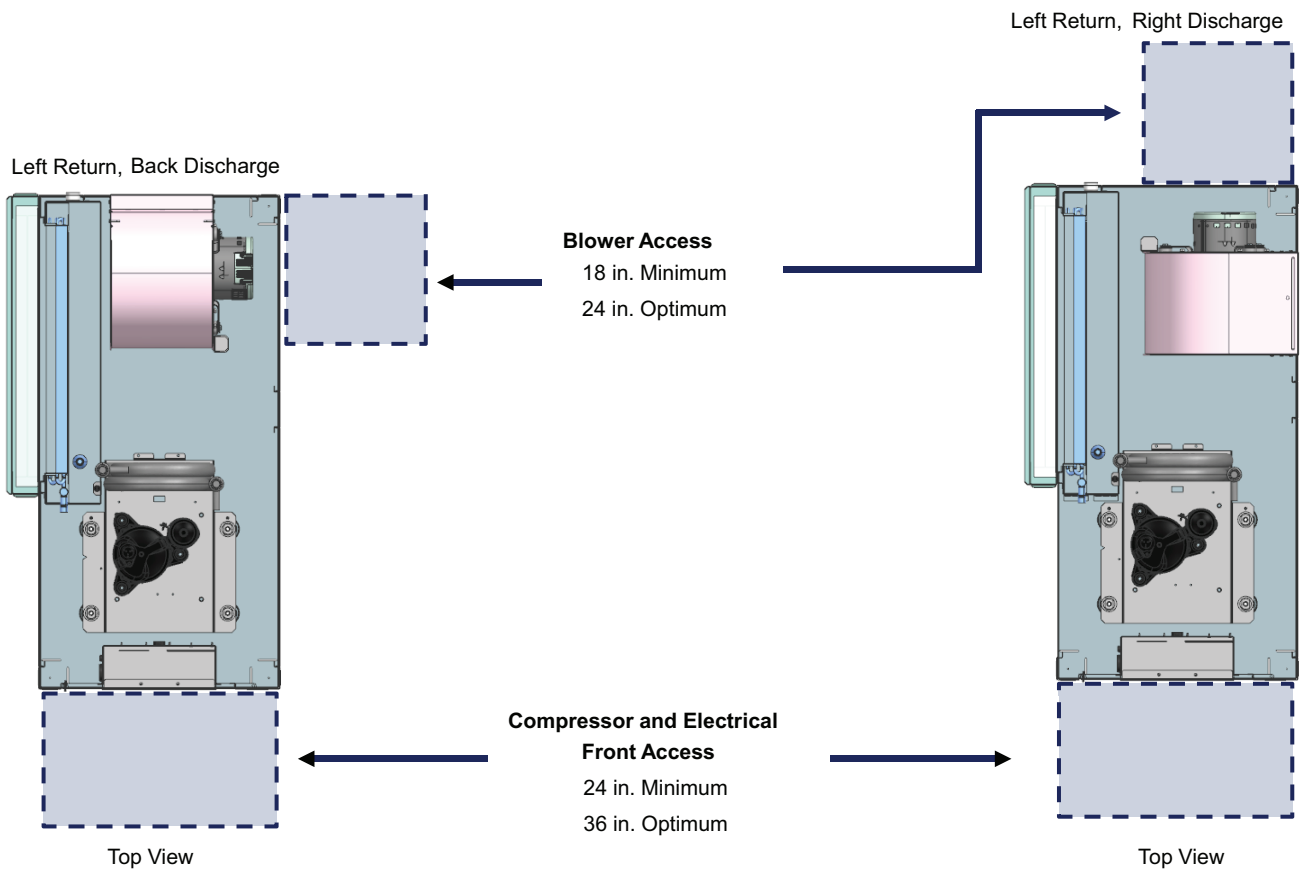 Left Return, Right Discharge
Left Return, Back Discharge
Blower Access
18 in. Minimum
24 in. Optimum
Compressor and Electrical
Front Access
24 in. Minimum
36 in. Optimum
Top View
Top View